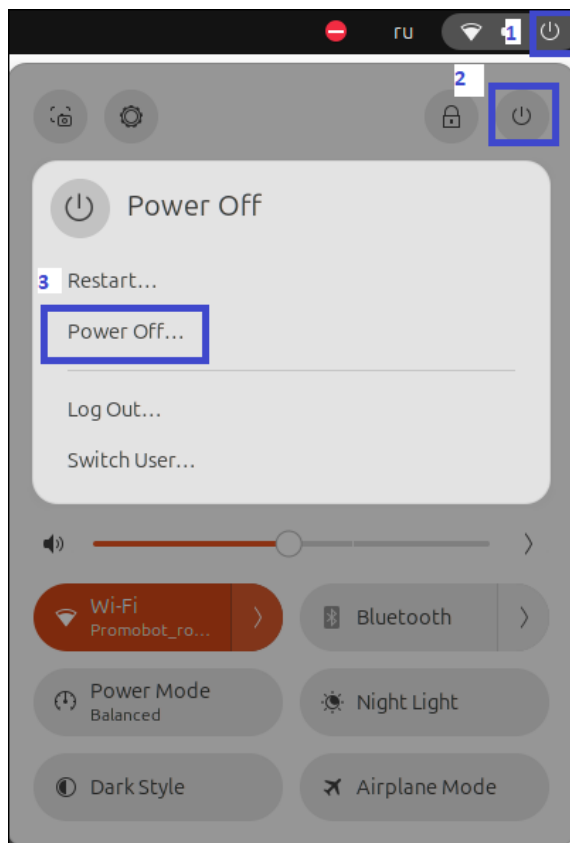 ru
1
2
Power Off
3
Restart...
Power Off...
Log Out...
Switch User...
Wi-Fi
Promobot_ro...
Bluetooth
Power Mode
Balanced
Night Light
Dark Style
Airplane Mode